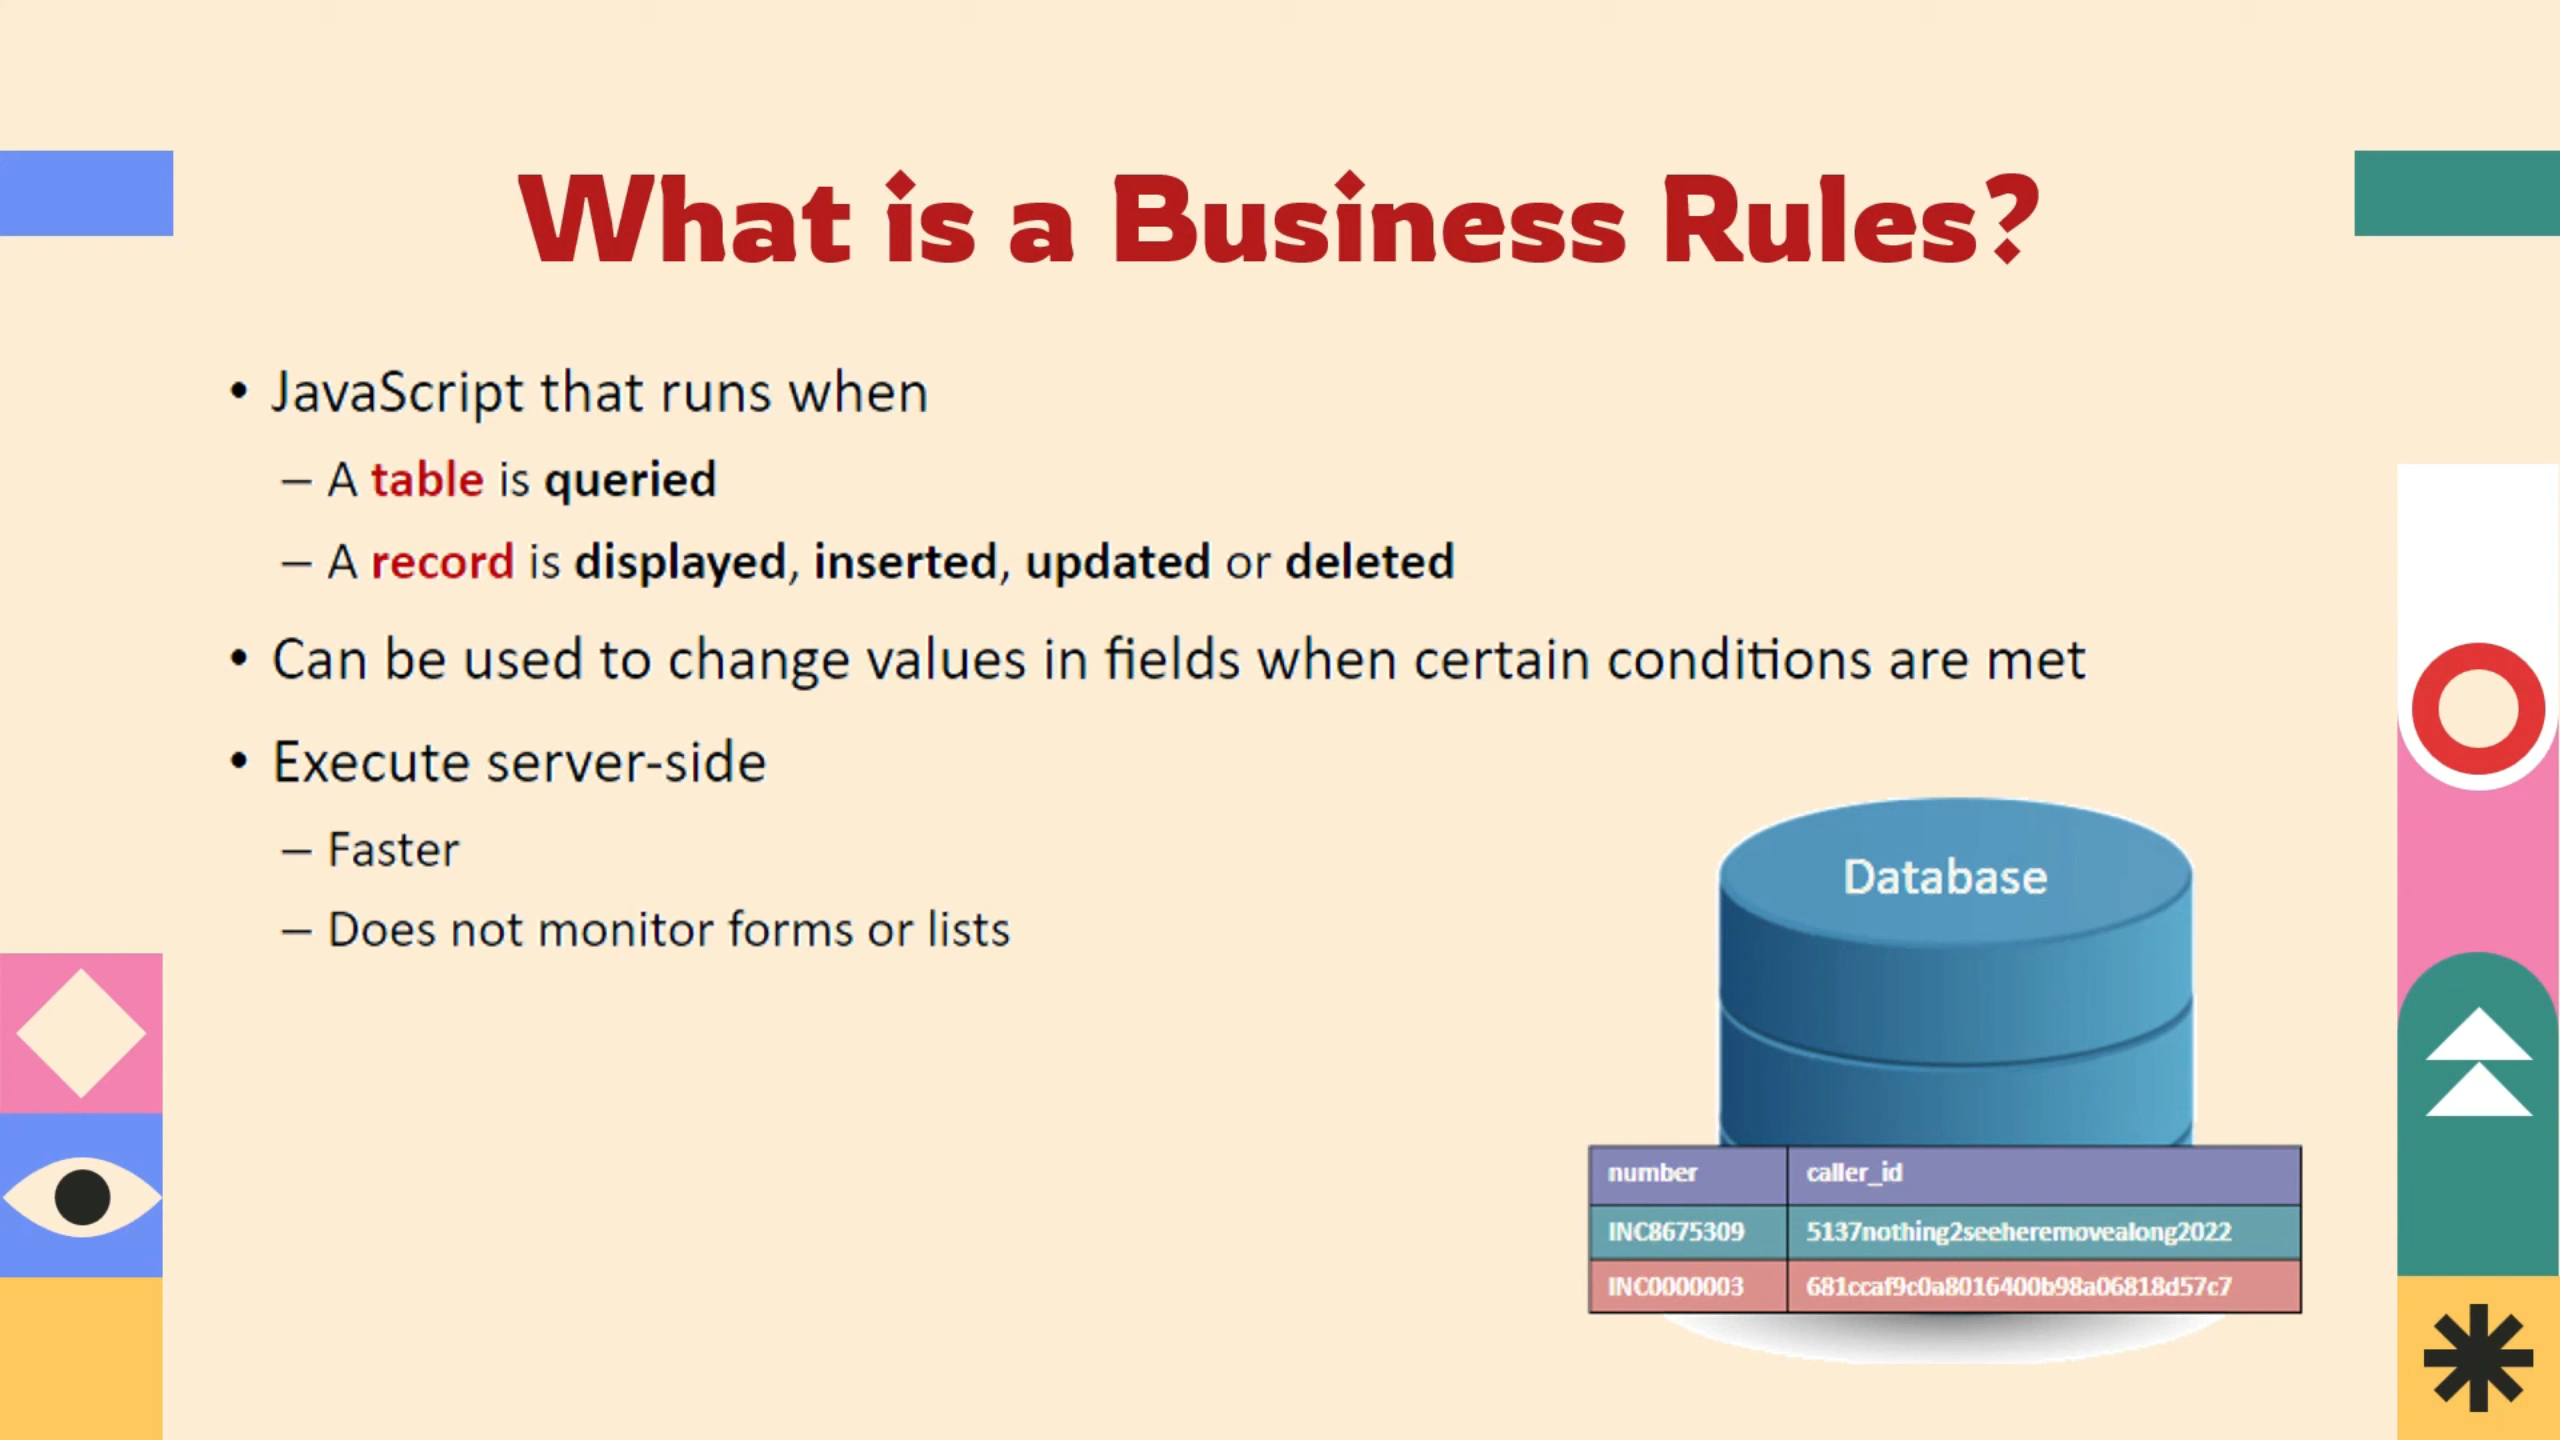 What is a Business Rules?
• JavaScript that runs when
– A table is queried
– A record is displayed, inserted, updated or deleted
• Can be used to change values in fields when certain conditions are met
• Execute server-side
– Faster
– Does not monitor forms or lists
Database
number caller_id
INC8675309 5137nothing2seeheremovealong2022
INC0000003 681ccaf9c0a8016400b98a06818d57c7